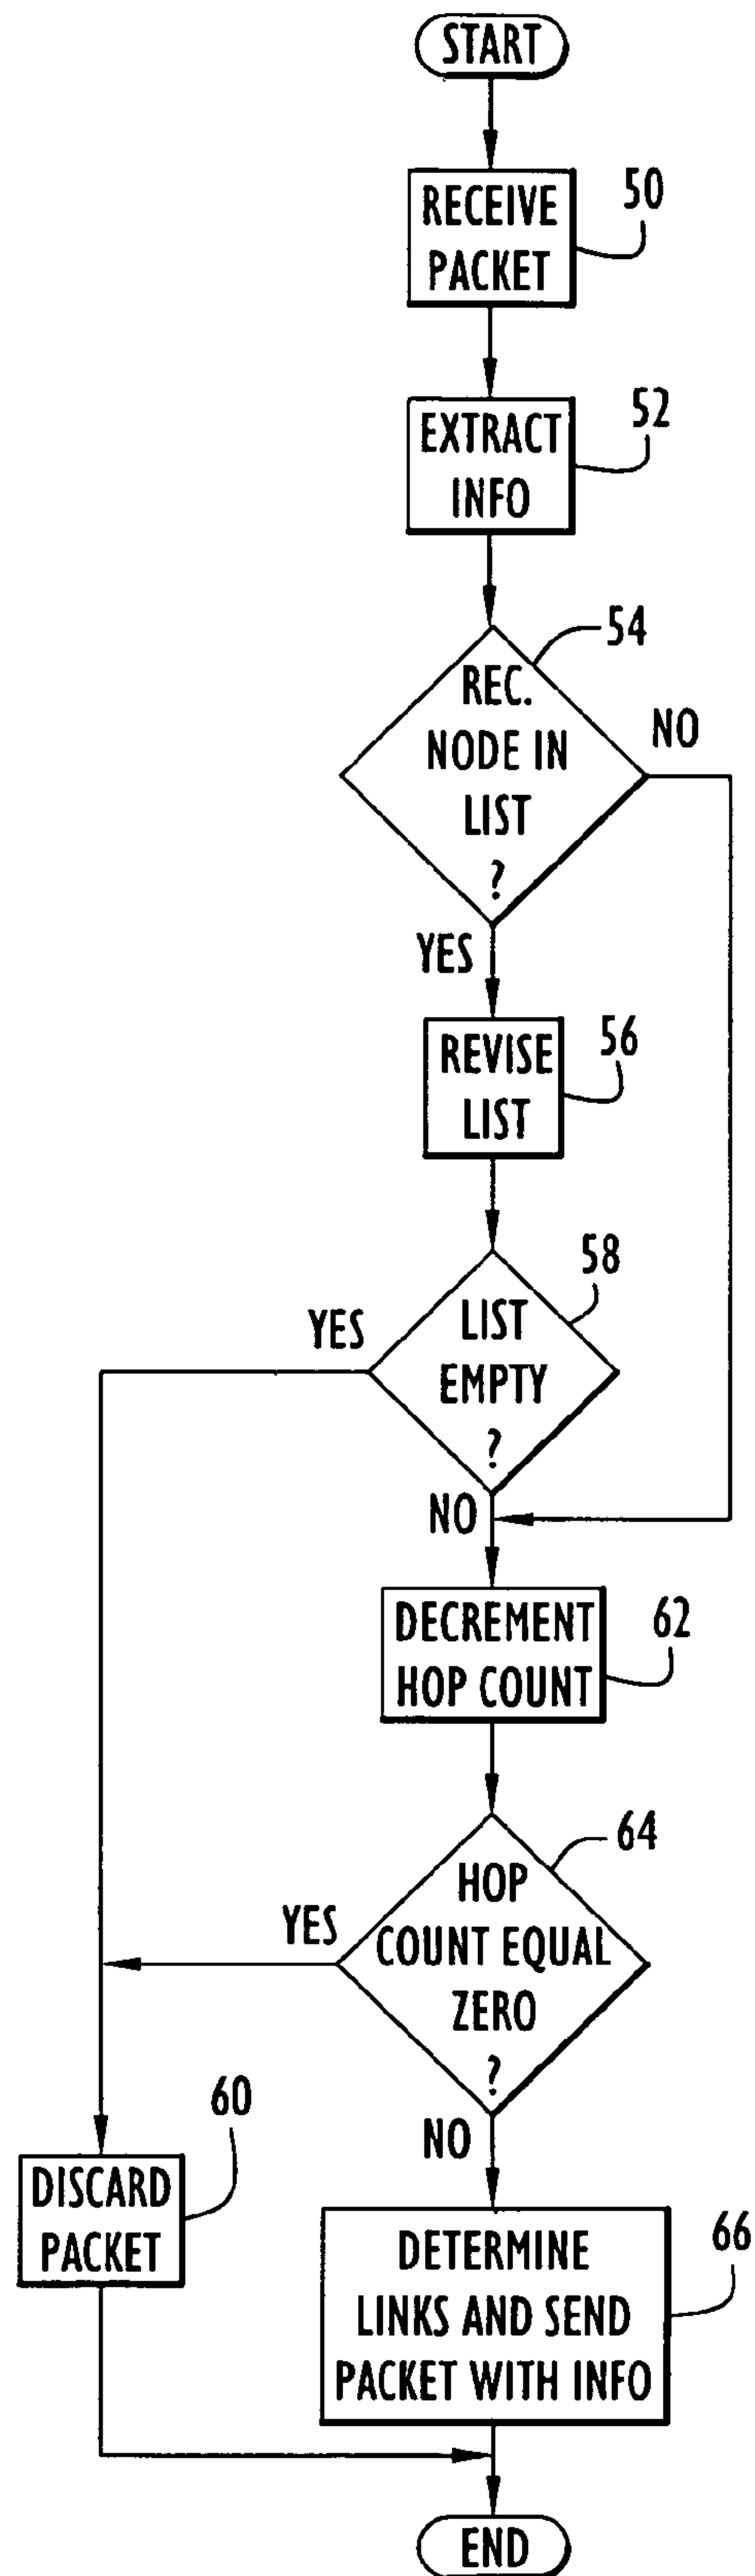 START
RECEIVE
PACKET
50
EXTRACT
INFO
52
REC.
NODE IN
LIST
?
54
NO
YES
REVISE
LIST
56
LIST
EMPTY
?
58
YES
NO
DECREMENT
HOP COUNT
62
HOP
COUNT EQUAL
ZERO
?
64
YES
NO
DISCARD
PACKET
60
DETERMINE
LINKS AND SEND
PACKET WITH INFO
66
END